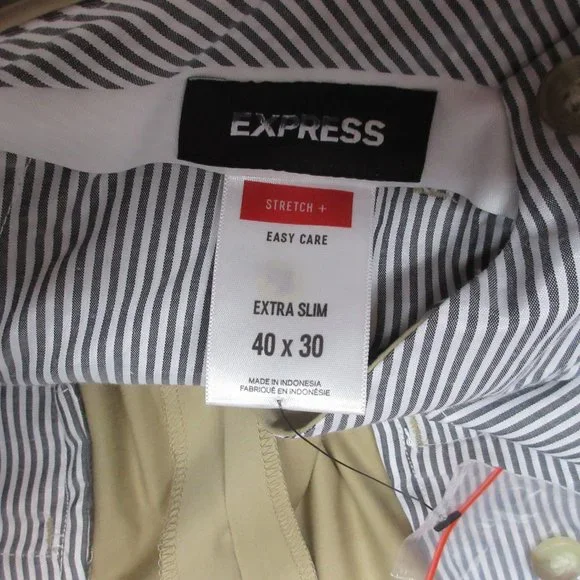 EXPRESS
STRETCH +
EASY CARE
EXTRA SLIM
40 x 30
MADE IN INDONESIA
FABRIQUÉ EN INDONÉSIE